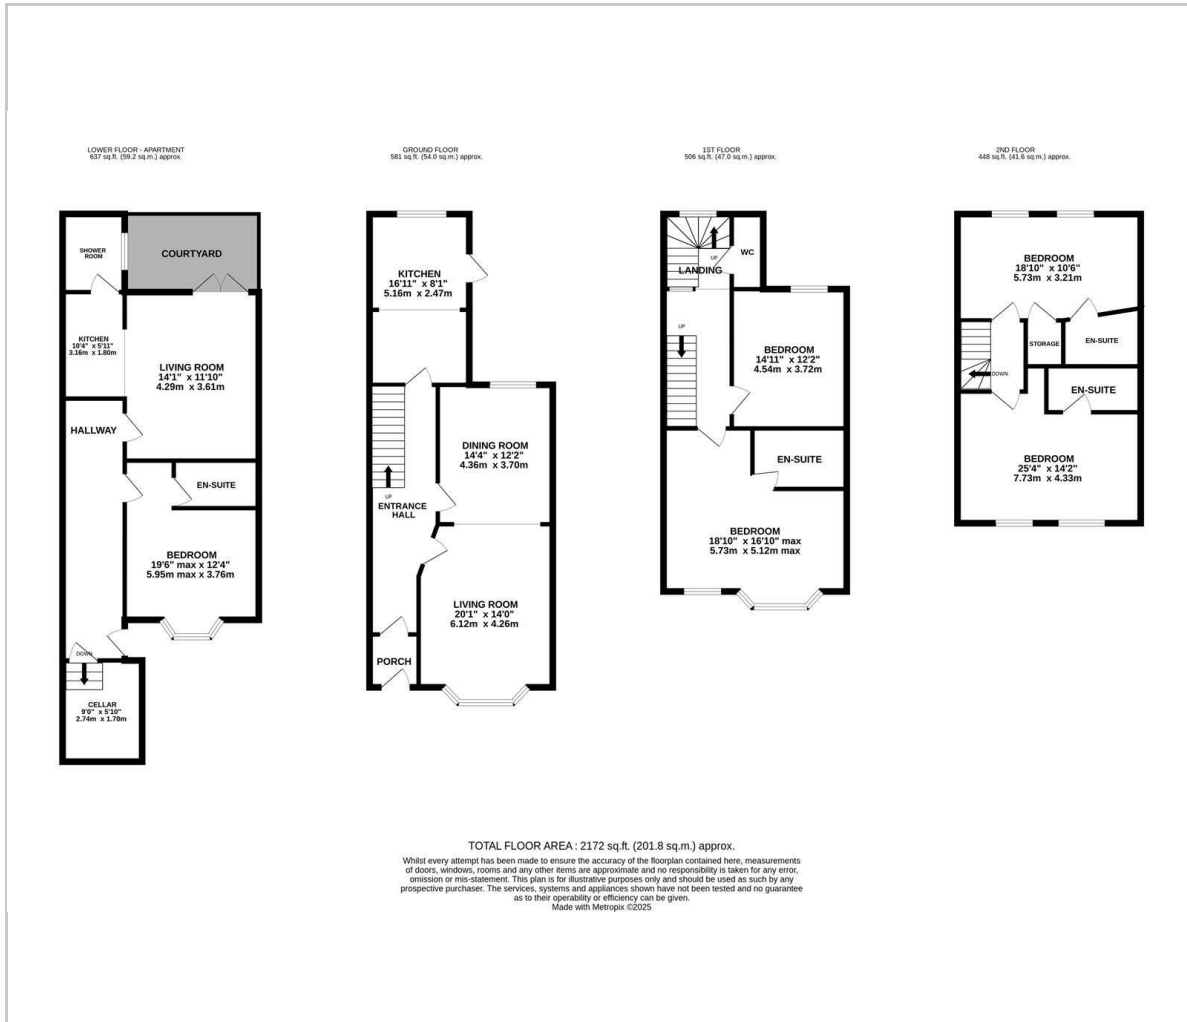 LOWER FLOOR - APARTMENT
637 sq.ft. (59.2 sq.m.) approx.
SHOWER
ROOM
COURTYARD
KITCHEN
10'4" x 5'11"
3.16m x 1.80m
LIVING ROOM
14'1" x 11'10"
4.29m x 3.61m
HALLWAY
EN-SUITE
BEDROOM
19'6" max x 12'4"
5.95m max x 3.76m
DOWN
CELLAR
9'0" x 5'10"
2.74m x 1.78m
GROUND FLOOR
581 sq.ft. (54.0 sq.m.) approx.
KITCHEN
16'11" x 8'1"
5.16m x 2.47m
DINING ROOM
14'4" x 12'2"
4.36m x 3.70m
UP
ENTRANCE
HALL
LIVING ROOM
20'1" x 14'0"
6.12m x 4.26m
PORCH
1ST FLOOR
506 sq.ft. (47.0 sq.m.) approx.
WC
UP
LANDING
UP
BEDROOM
14'11" x 12'2"
4.54m x 3.72m
EN-SUITE
BEDROOM
18'10" x 16'10" max
5.73m x 5.12m max
2ND FLOOR
448 sq.ft. (41.6 sq.m.) approx.
BEDROOM
18'10" x 10'6"
5.73m x 3.21m
STORAGE
EN-SUITE
DOWN
EN-SUITE
BEDROOM
25'4" x 14'2"
7.73m x 4.33m
TOTAL FLOOR AREA : 2172 sq.ft. (201.8 sq.m.) approx.
Whilst every attempt has been made to ensure the accuracy of the floorplan contained here, measurements
of doors, windows, rooms and any other items are approximate and no responsibility is taken for any error,
omission or mis-statement. This plan is for illustrative purposes only and should be used as such by any
prospective purchaser. The services, systems and appliances shown have not been tested and no guarantee
as to their operability or efficiency can be given.
Made with Metropix ©2025